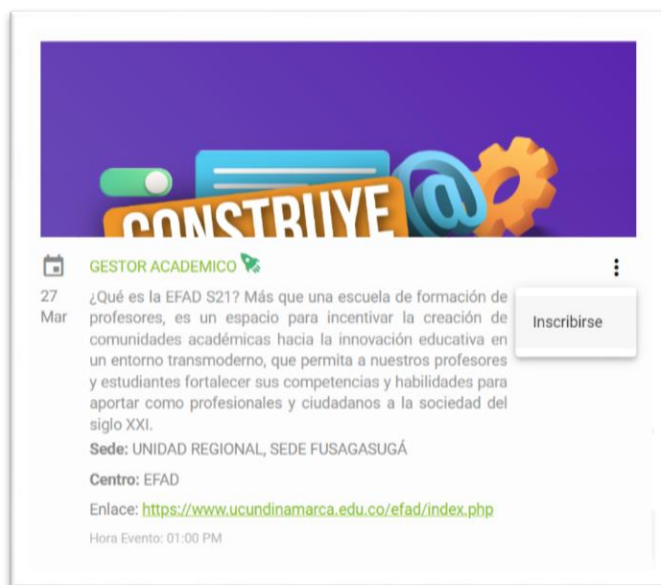 CONSTRUYE
@
GESTOR ACADEMICO
27
Mar
¿Qué es la EFAD S21? Más que una escuela de formación de
profesores, es un espacio para incentivar la creación de
comunidades académicas hacia la innovación educativa en
un entorno transmoderno, que permita a nuestros profesores
y estudiantes fortalecer sus competencias y habilidades para
aportar como profesionales y ciudadanos a la sociedad del
siglo XXI.
Inscribirse
Sede: UNIDAD REGIONAL, SEDE FUSAGASUGÁ
Centro: EFAD
Enlace: https://www.ucundinamarca.edu.co/efad/index.php
Hora Evento: 01:00 PM